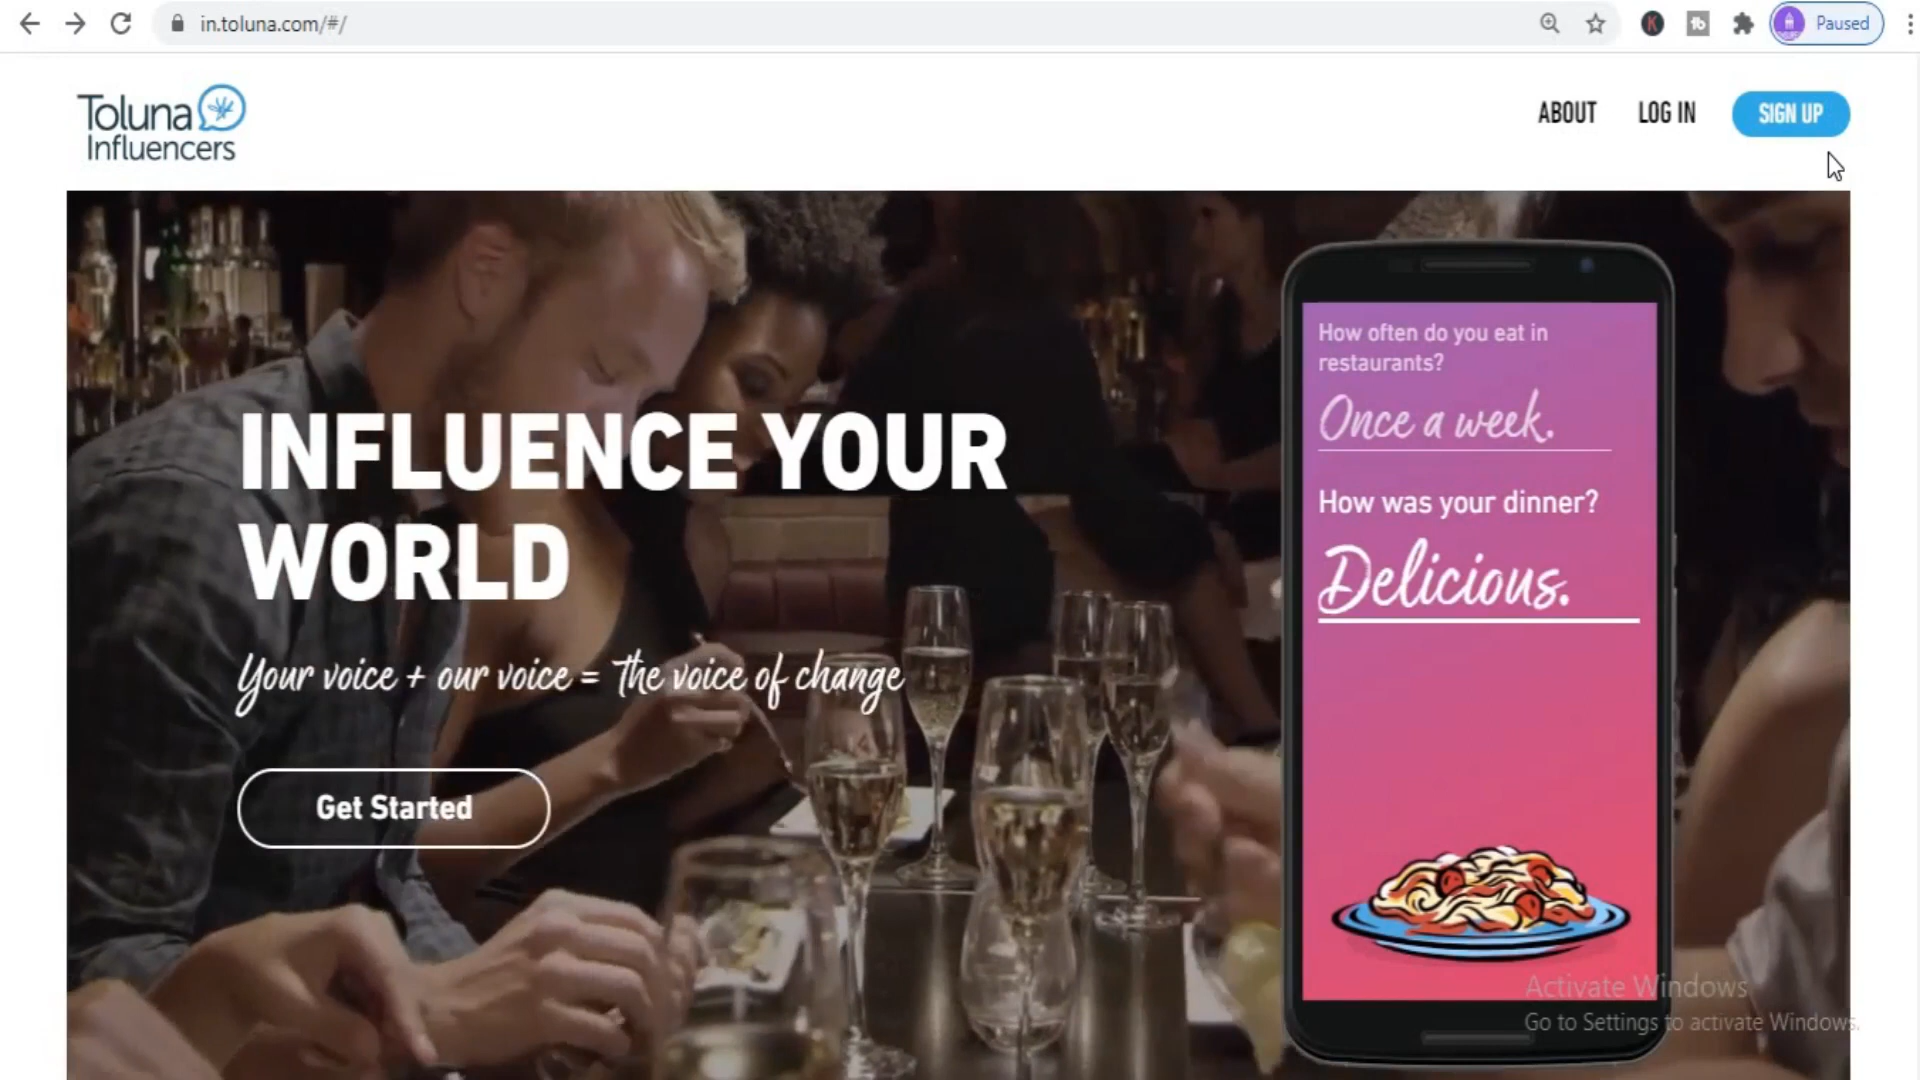 in.toluna.com/#/
Paused
Toluna
Influencers
ABOUT
LOG IN
SIGN UP
INFLUENCE YOUR
WORLD
Your voice + our voice = the voice of change
Get Started
How often do you eat in
restaurants?
Once a week.
How was your dinner?
Delicious.
Activate Windows
Go to Settings to activate Windows.